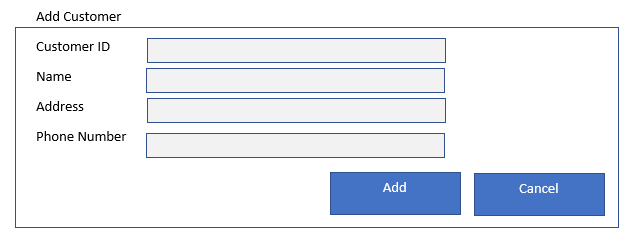 Add Customer
Customer ID
Name
Address
Phone Number
Add
Cancel